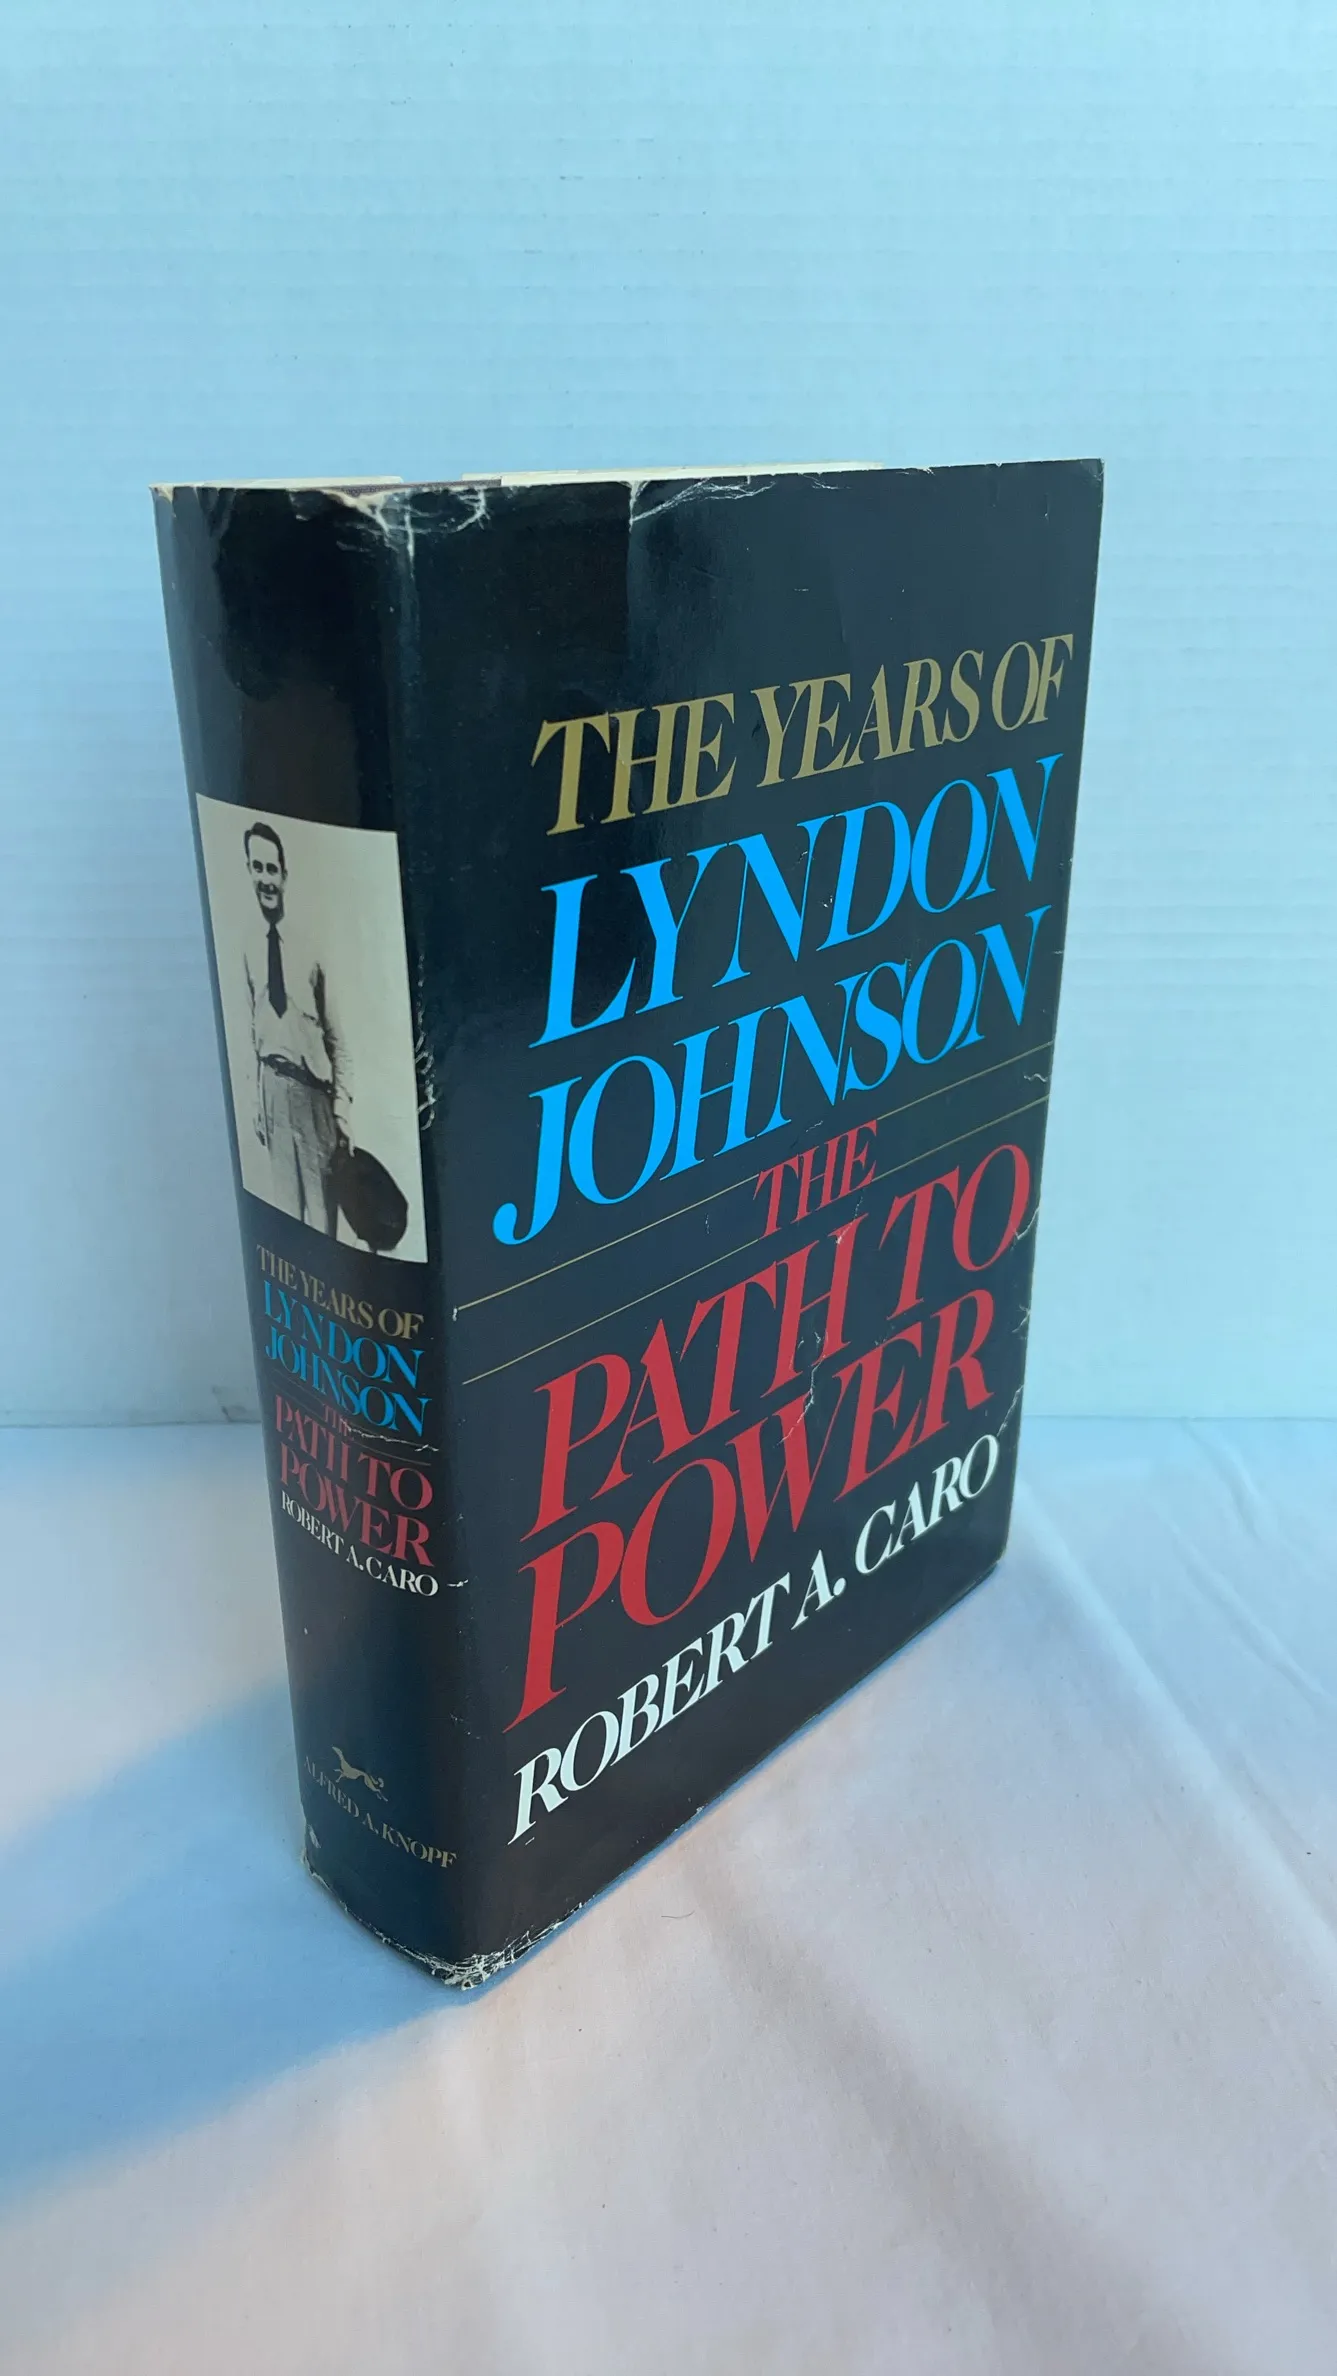 THE YEARS OF
LYNDON
JOHNSON
THE
PATH TO
POWER
ROBERT A. CARO
THE YEARS OF
LYNDON
JOHNSON
THE
PATH TO
POWER
ROBERT A. CARO
ALFRED A. KNOPF